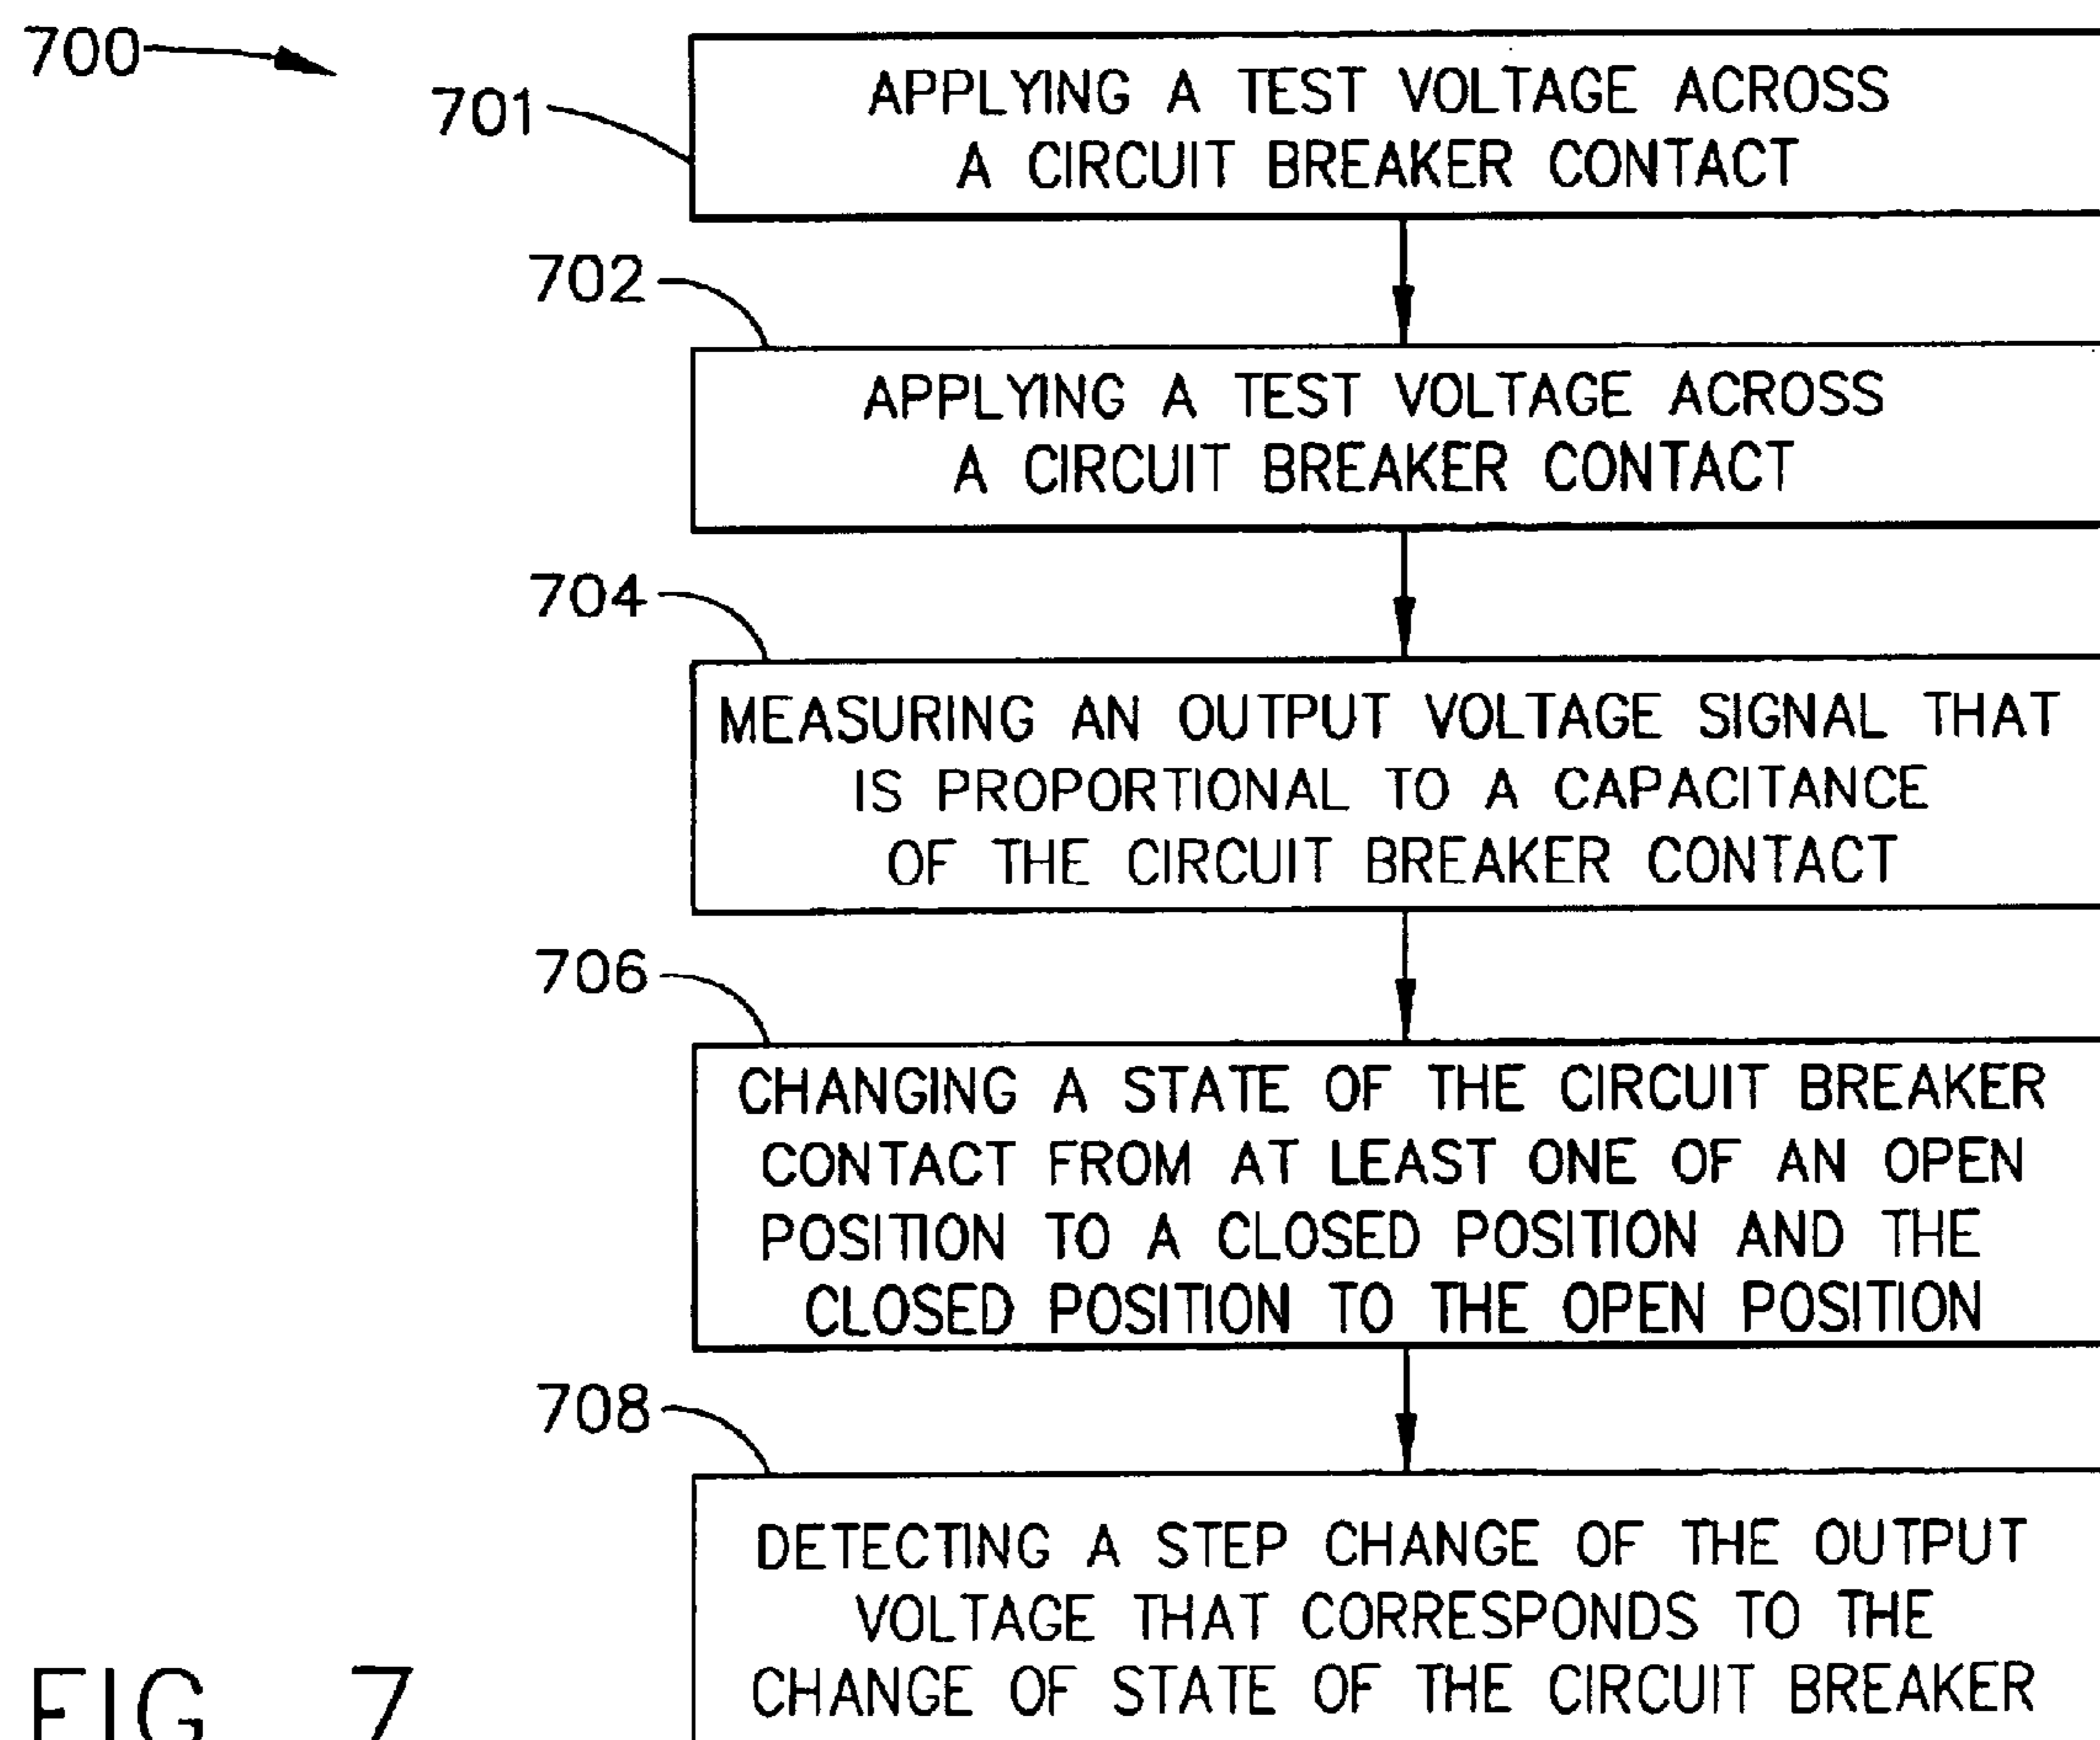 700
701
APPLYING A TEST VOLTAGE ACROSS
A CIRCUIT BREAKER CONTACT
702
APPLYING A TEST VOLTAGE ACROSS
A CIRCUIT BREAKER CONTACT
704
MEASURING AN OUTPUT VOLTAGE SIGNAL THAT
IS PROPORTIONAL TO A CAPACITANCE
OF THE CIRCUIT BREAKER CONTACT
706
CHANGING A STATE OF THE CIRCUIT BREAKER
CONTACT FROM AT LEAST ONE OF AN OPEN
POSITION TO A CLOSED POSITION AND THE
CLOSED POSITION TO THE OPEN POSITION
708
DETECTING A STEP CHANGE OF THE OUTPUT
VOLTAGE THAT CORRESPONDS TO THE
CHANGE OF STATE OF THE CIRCUIT BREAKER
FIG 7